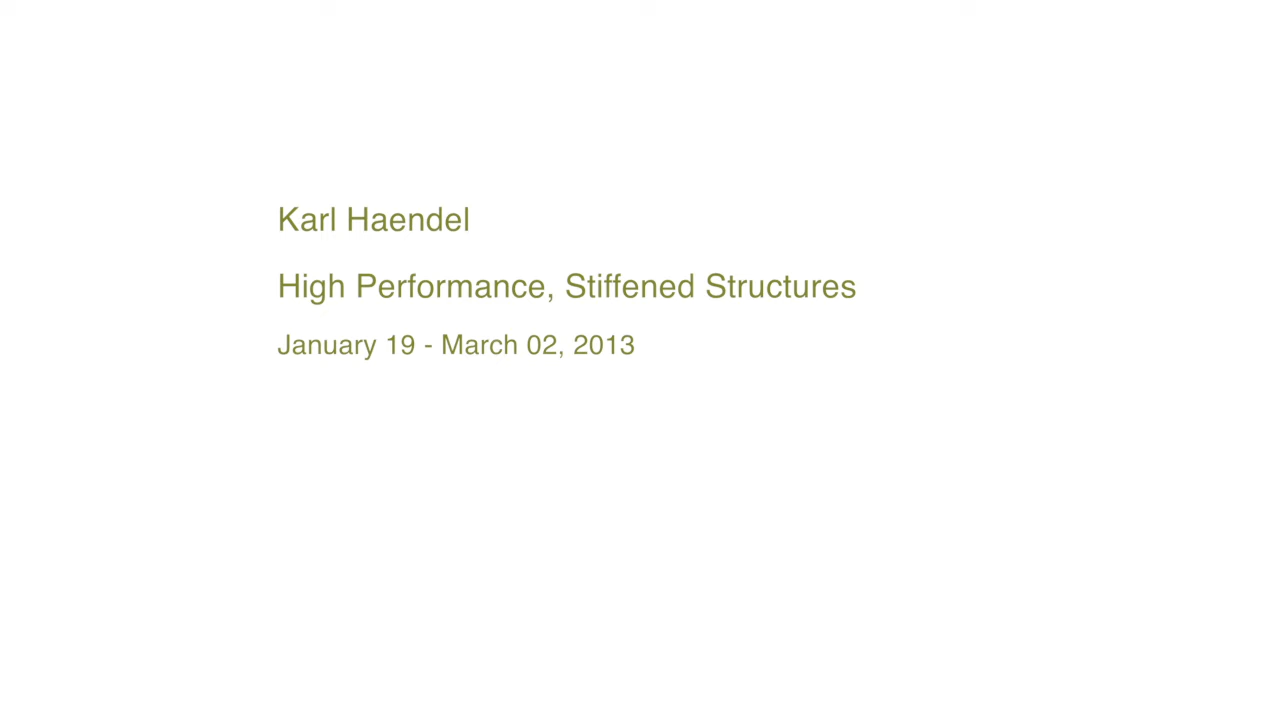 Karl Haendel
High Performance, Stiffened Structures
January 19 - March 02, 2013